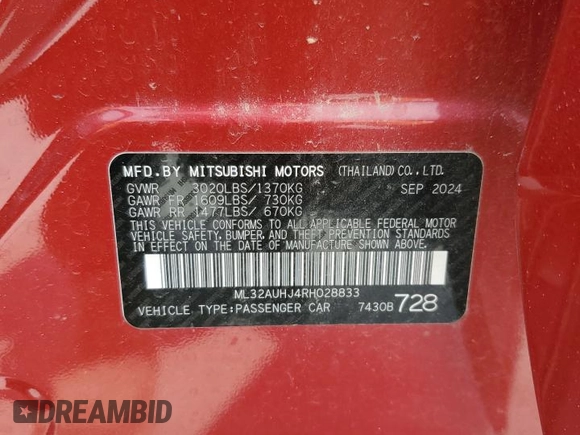 MFD.BY MITSUBISHI MOTORS (THAILAND)CO.,LTD.
GVWR 3020LBS/1370KG SEP 2024
GAWR FR 1609LBS/ 730KG
GAWR RR 1477LBS/ 670KG
THIS VEHICLE CONFORMS TO ALL APPLICABLE FEDERAL MOTOR
VEHICLE SAFETY, BUMPER, AND THEFT PREVENTION STANDARDS
IN EFFECT ON THE DATE OF MANUFACTURE SHOWN ABOVE.
ML32AUHJ4RH028833
VEHICLE TYPE:PASSENGER CAR 7430B 728
DREAMBID